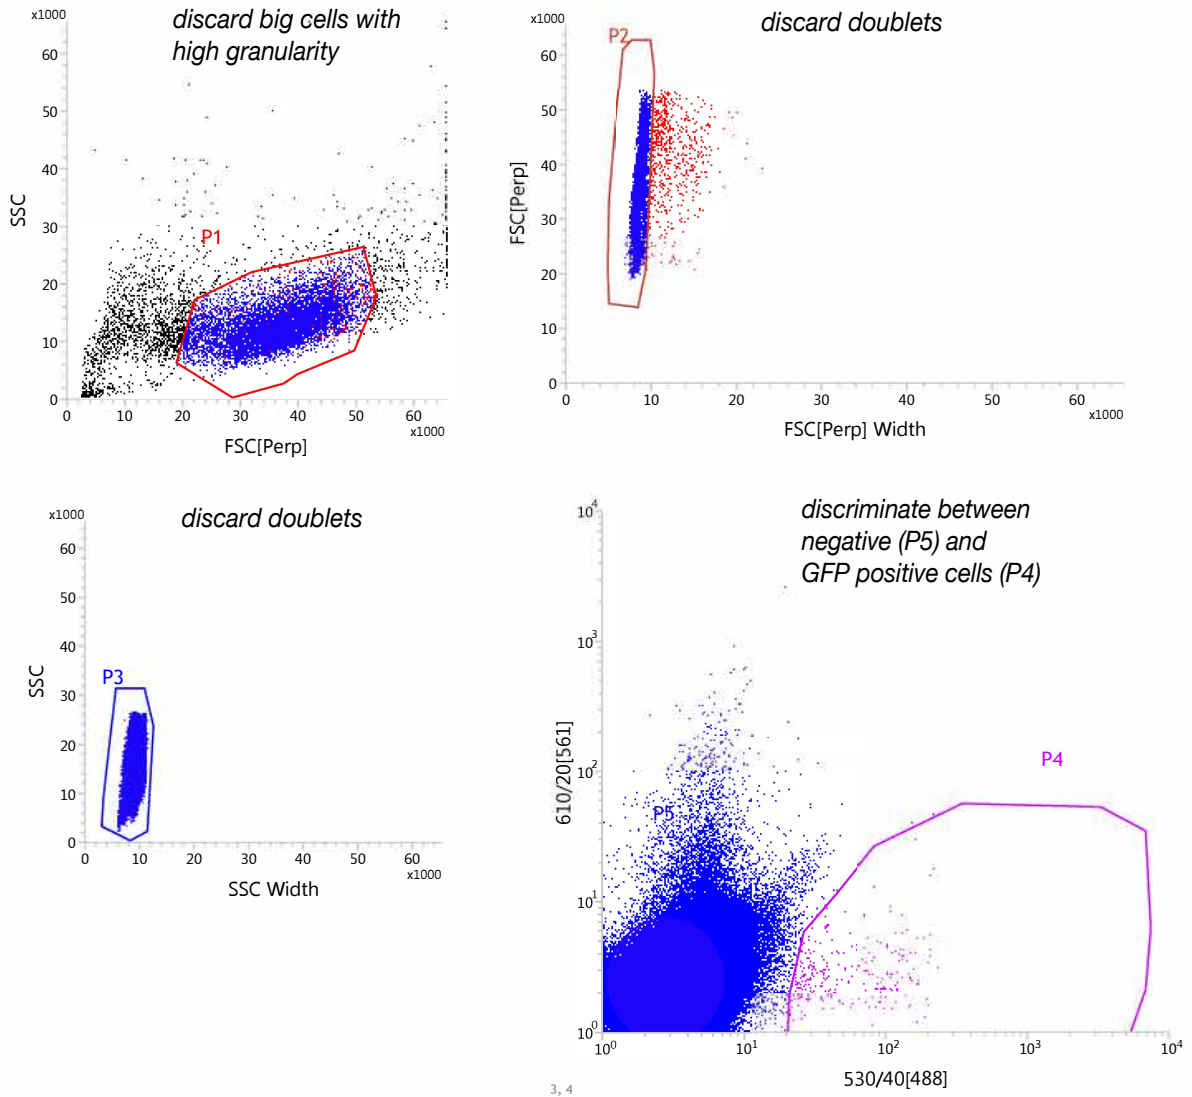 discard big cells with
high granularity
x1000
60
50
40
30
20
10
0
SSC
P1
0 10 20 30 40 50 60
x1000
FSC[Perp]
discard doublets
x1000
60
50
40
30
20
10
0
FSC[Perp]
P2
0 10 20 30 40 50 60
x1000
FSC[Perp] Width
discard doublets
x1000
60
50
40
30
20
10
0
SSC
P3
0 10 20 30 40 50 60
x1000
SSC Width
discriminate between
negative (P5) and
GFP positive cells (P4)
10^4
10^3
10^2
10^1
10^0
610/20[561]
P4
P5
10^0 10^1 10^2 10^3 10^4
530/40[488]
3, 4